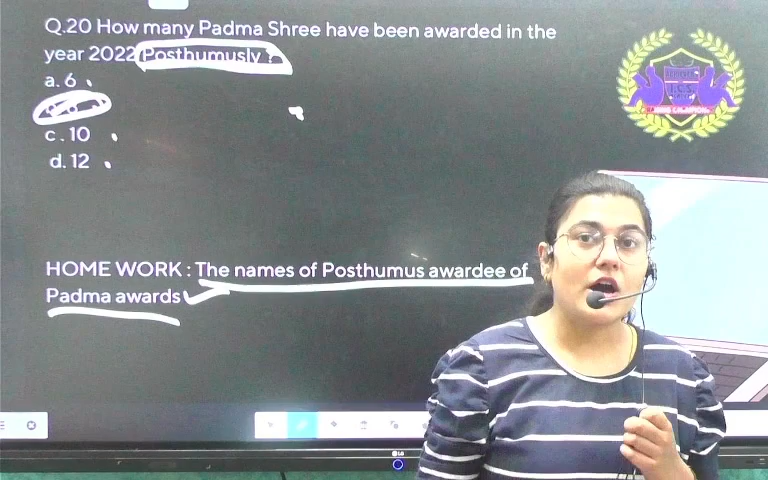 Q.20 How many Padma Shree have been awarded in the
year 2022 Posthumusly ?
a. 6
c. 10
d. 12
HOME WORK : The names of Posthumus awardee of
Padma awards
I.C.S.
LG